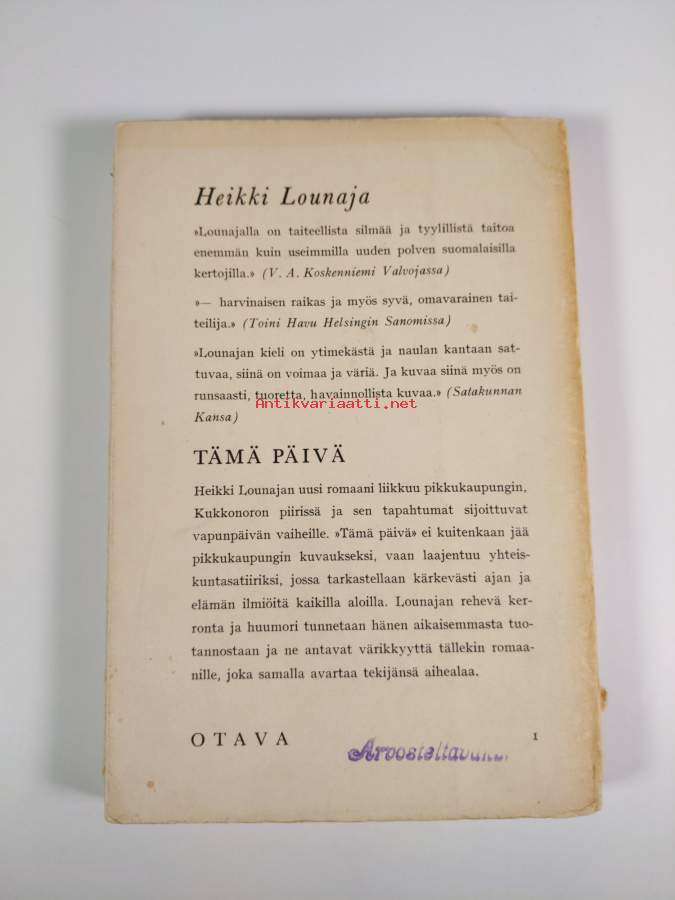 Heikki Lounaja
»Lounajalla on taiteellista silmää ja tyylillistä taitoa
enemmän kuin useimmilla uuden polven suomalaisilla
kertojilla.» (V. A. Koskenniemi Valvojassa)
»— harvinaisen raikas ja myös syvä, omavarainen tai-
teilija.» (Toini Havu Helsingin Sanomissa)
»Lounajan kieli on ytimekästä ja naulan kantaan sat-
tuvaa, siinä on voimaa ja väriä. Ja kuvaa siinä myös on
runsaasti, tuoretta, havainnollista kuvaa.» (Satakunnan
Antikvariaatti.net
Kansa)
TÄMÄ PÄIVÄ
Heikki Lounajan uusi romaani liikkuu pikkukaupungin,
Kukkonoron piirissä ja sen tapahtumat sijoittuvat
vapunpäivän vaiheille. »Tämä päivä» ei kuitenkaan jää
pikkukaupungin kuvaukseksi, vaan laajentuu yhteis-
kuntasatiiriksi, jossa tarkastellaan kärkevästi ajan ja
elämän ilmiöitä kaikilla aloilla. Lounajan rehevä ker-
ronta ja huumori tunnetaan hänen aikaisemmasta tuo-
tannostaan ja ne antavat värikkyyttä tällekin romaa-
nille, joka samalla avartaa tekijänsä aihealaa.
OTAVA
Arvosteltavaksi
1